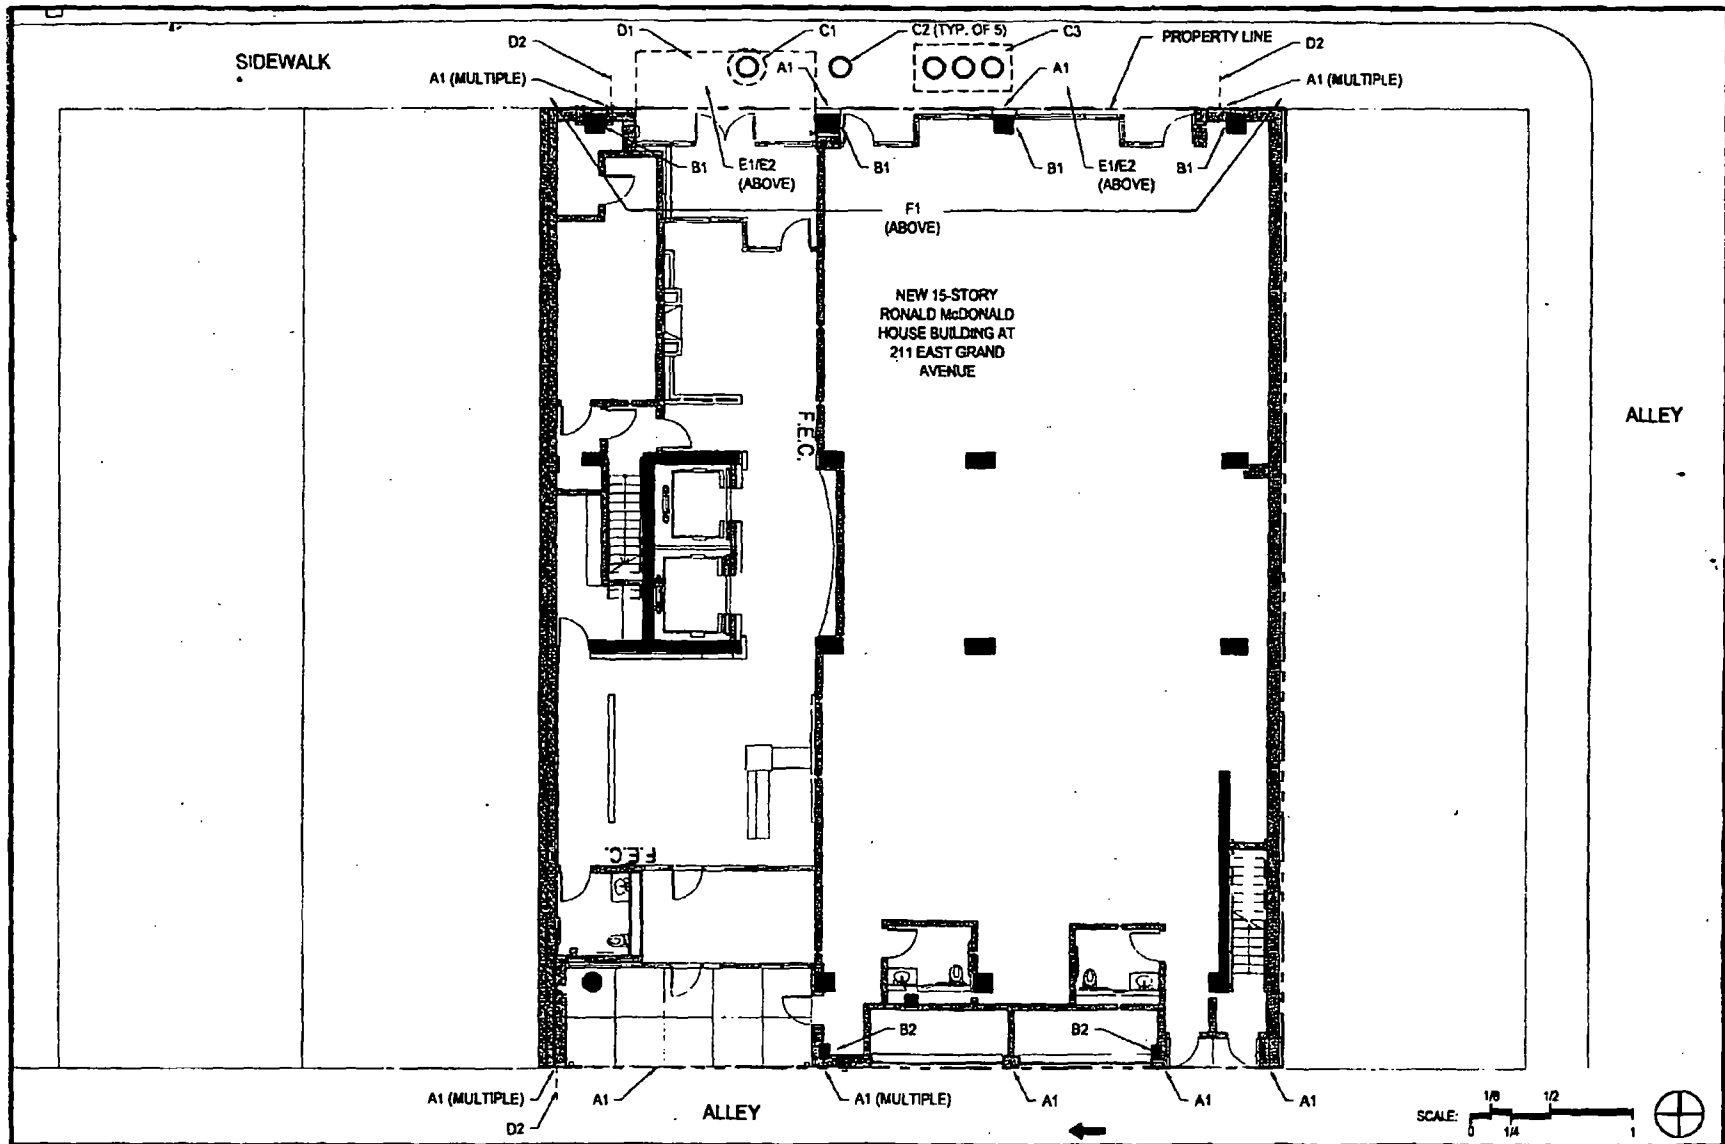 SIDEWALK
D2
D1
C1
C2 (TYP. OF 5)
C3
PROPERTY LINE
D2
A1 (MULTIPLE)
A1
A1
A1 (MULTIPLE)
B1
E1/E2
(ABOVE)
B1
B1
E1/E2
(ABOVE)
B1
F1
(ABOVE)
NEW 15-STORY
RONALD McDONALD
HOUSE BUILDING AT
211 EAST GRAND
AVENUE
F.E.C.
ALLEY
F.E.C.
B2
B2
A1 (MULTIPLE)
D2
A1
ALLEY
A1 (MULTIPLE)
A1
A1
A1
SCALE:
0
1/8
1/4
1/2
1